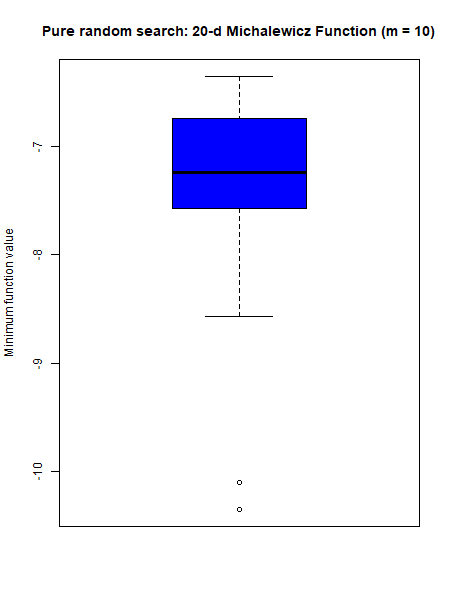 Pure random search: 20-d Michalewicz Function (m = 10)
Minimum function value
-7
-8
-9
-10